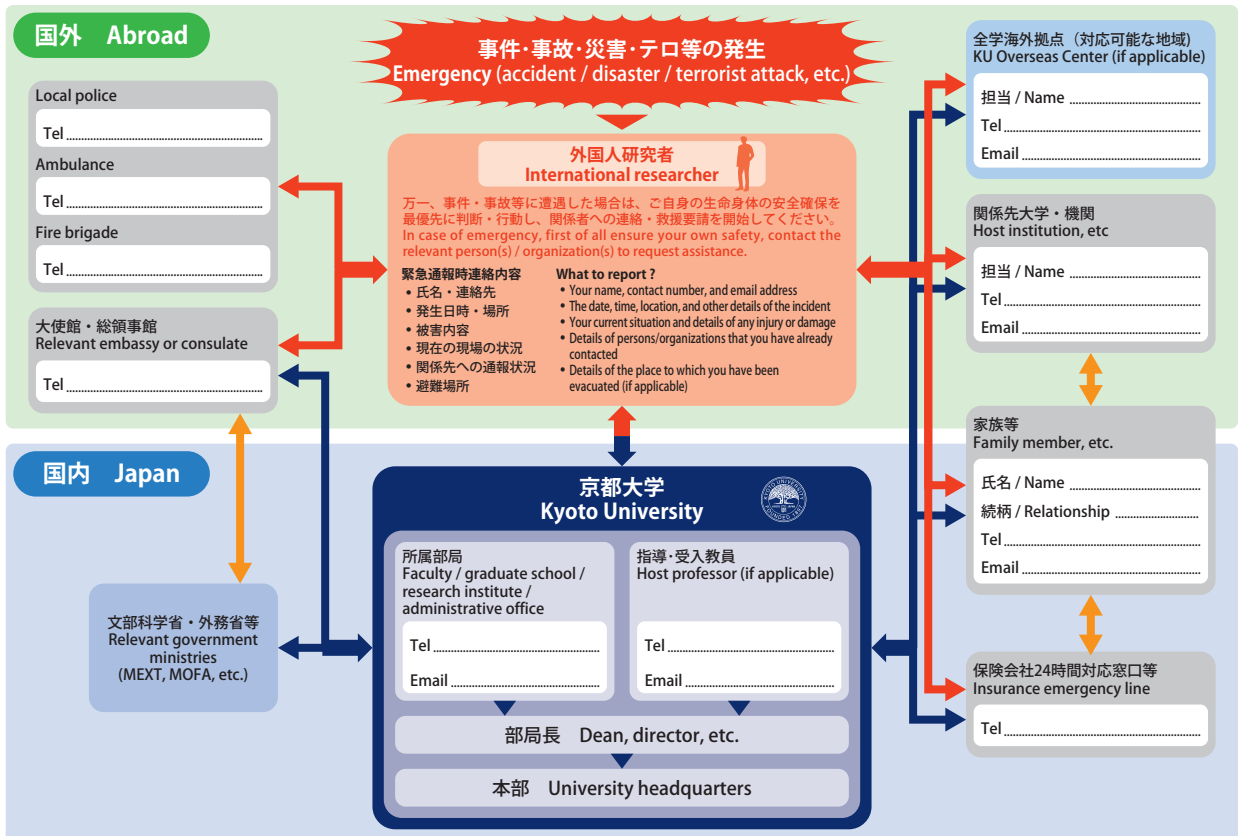 国外 Abroad
事件・事故・災害・テロ等の発生
Emergency (accident / disaster / terrorist attack, etc.)
Local police
Tel
Ambulance
Tel
Fire brigade
Tel
大使館・総領事館
Relevant embassy or consulate
Tel
外国人研究者
International researcher
万一、事件・事故等に遭遇した場合は、ご自身の生命身体の安全確保を
最優先に判断・行動し、関係者への連絡・救援要請を開始してください。
In case of emergency, first of all ensure your own safety, contact the
relevant person(s) / organization(s) to request assistance.
緊急通報時連絡内容
• 氏名・連絡先
• 発生日時・場所
• 被害内容
• 現在の現場の状況
• 関係先への通報状況
• 避難場所
What to report ?
• Your name, contact number, and email address
• The date, time, location, and other details of the incident
• Your current situation and details of any injury or damage
• Details of persons/organizations that you have already
contacted
• Details of the place to which you have been
evacuated (if applicable)
全学海外拠点（対応可能な地域）
KU Overseas Center (if applicable)
担当 / Name
Tel
Email
関係先大学・機関
Host institution, etc
担当 / Name
Tel
Email
家族等
Family member, etc.
氏名 / Name
続柄 / Relationship
Tel
Email
保険会社24時間対応窓口等
Insurance emergency line
Tel
国内 Japan
文部科学省・外務省等
Relevant government
ministries
(MEXT, MOFA, etc.)
京都大学
Kyoto University
KYOTO UNIVERSITY
FOUNDED 1897
所属部局
Faculty / graduate school /
research institute /
administrative office
Tel
Email
指導・受入教員
Host professor (if applicable)
Tel
Email
部局長 Dean, director, etc.
本部 University headquarters